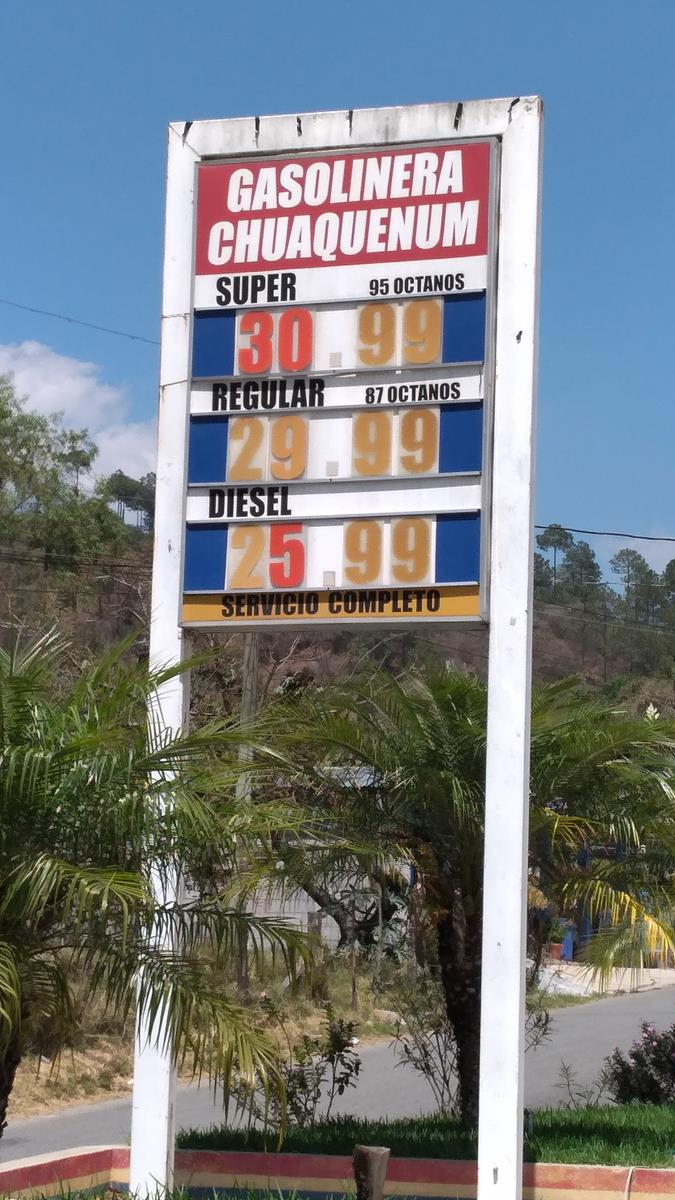 GASOLINERA
CHUAQUENUM
SUPER 95 OCTANOS
30.99
REGULAR 87 OCTANOS
29.99
DIESEL
25.99
SERVICIO COMPLETO